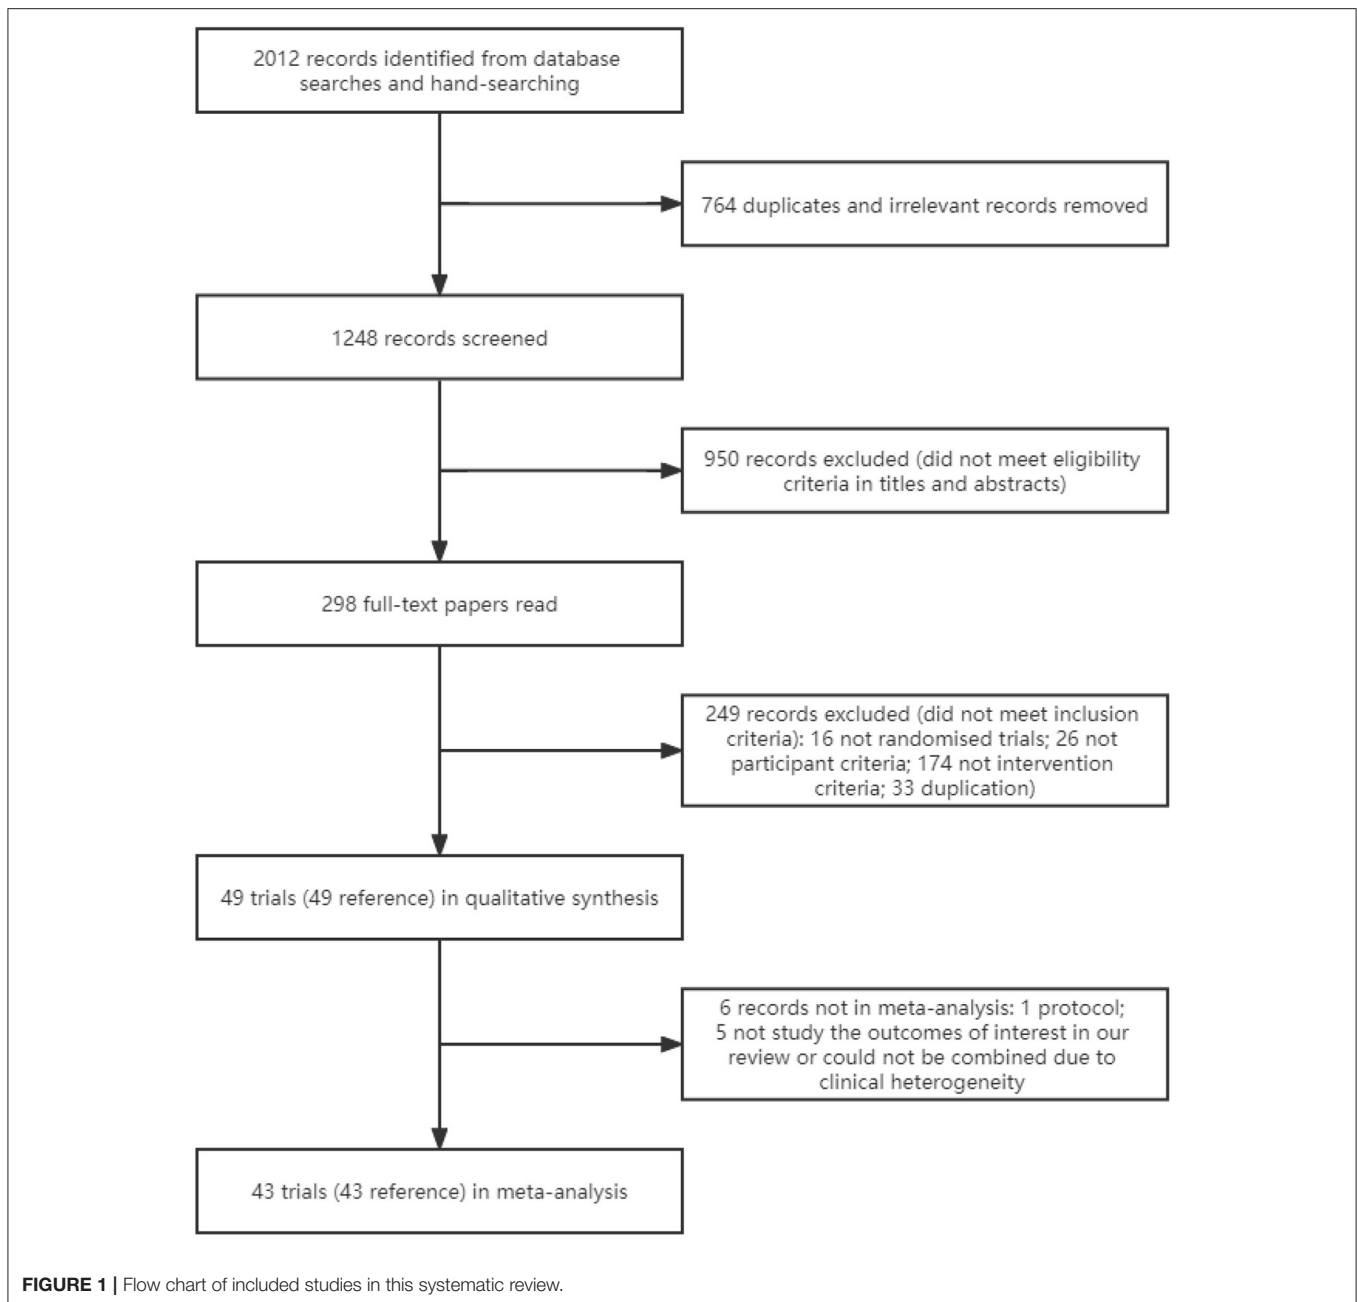 2012 records identified from database
searches and hand-searching
764 duplicates and irrelevant records removed
1248 records screened
950 records excluded (did not meet eligibility
criteria in titles and abstracts)
298 full-text papers read
249 records excluded (did not meet inclusion
criteria): 16 not randomised trials; 26 not
participant criteria; 174 not intervention
criteria; 33 duplication)
49 trials (49 reference) in qualitative synthesis
6 records not in meta-analysis: 1 protocol;
5 not study the outcomes of interest in our
review or could not be combined due to
clinical heterogeneity
43 trials (43 reference) in meta-analysis
FIGURE 1 | Flow chart of included studies in this systematic review.